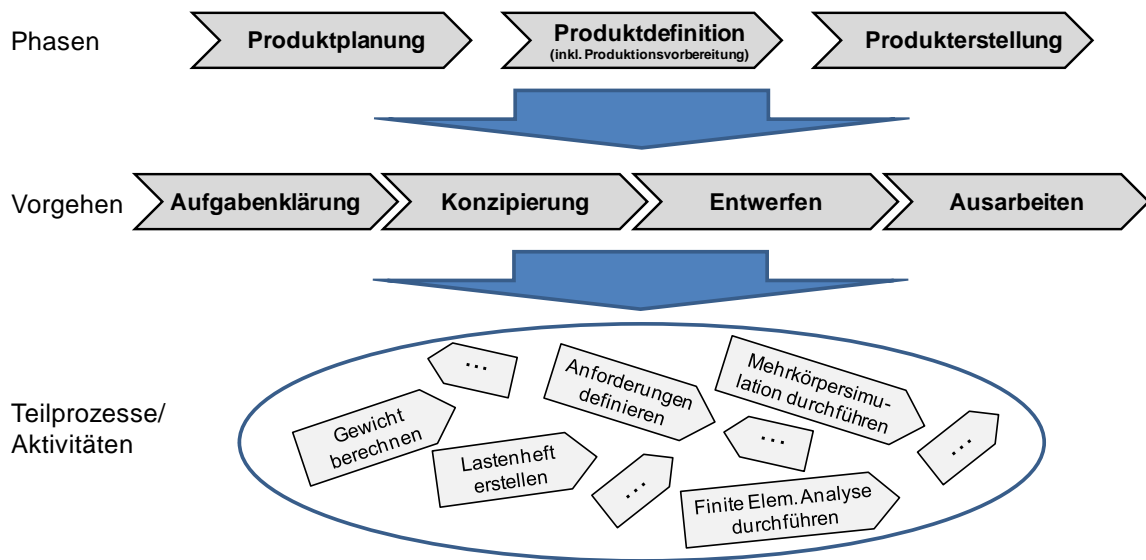 Phasen
Produktplanung
Produktdefinition
(inkl. Produktionsvorbereitung)
Produkterstellung
Vorgehen
Aufgabenklärung
Konzipierung
Entwerfen
Ausarbeiten
Teilprozesse/
Aktivitäten
...
Anforderungen
definieren
Mehrkörpersimu-
lation durchführen
Gewicht
berechnen
Lastenheft
erstellen
...
...
...
Finite Elem. Analyse
durchführen